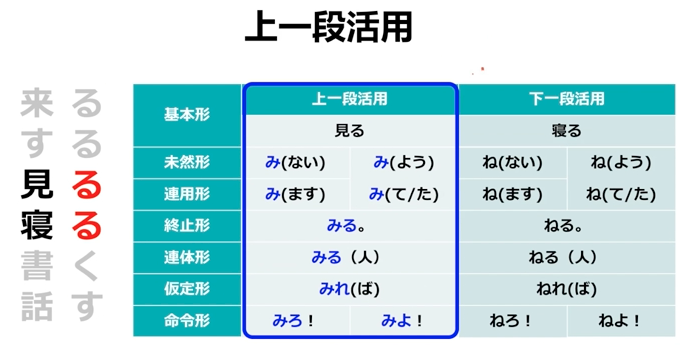 上一段活用
来る
する
見る
寝る
書く
話す
基本形 上一段活用 下一段活用
見る 寝る
未然形 み(ない) み(よう) ね(ない) ね(よう)
連用形 み(ます) み(て/た) ね(ます) ね(て/た)
終止形 みる。 ねる。
連体形 みる（人） ねる（人）
仮定形 みれ(ば) ねれ(ば)
命令形 みろ！ みよ！ ねろ！ ねよ！